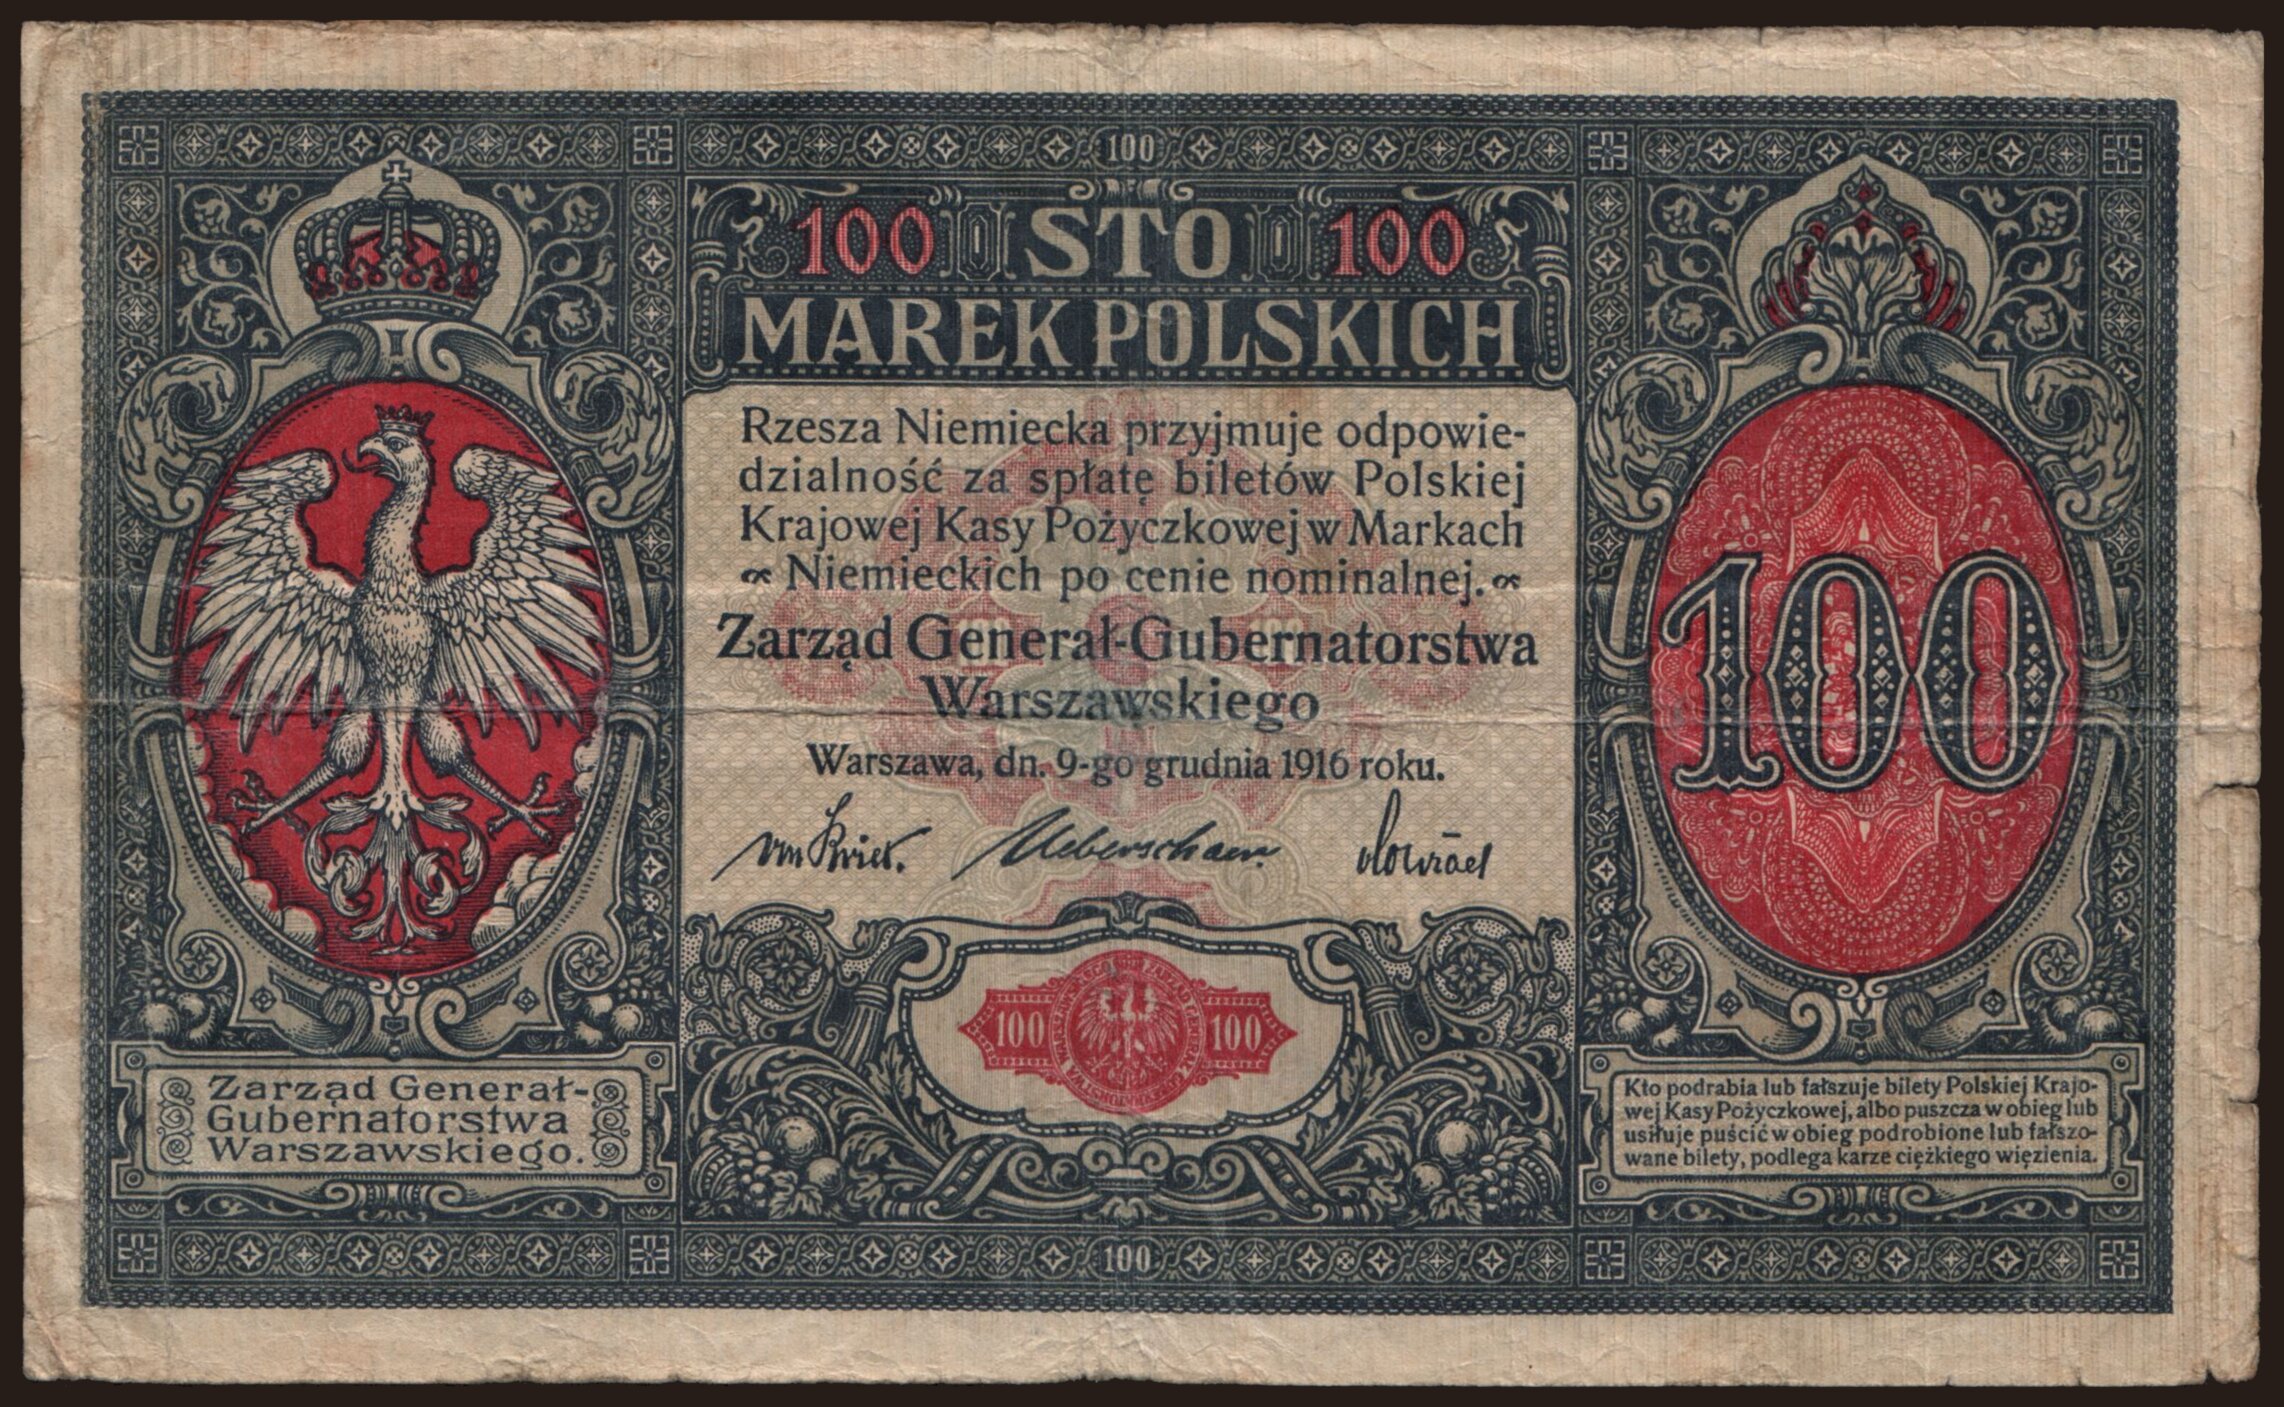 100
100 STO 100
MAREK POLSKICH
Rzesza Niemiecka przyjmuje odpowie-
dzialność za spłatę biletów Polskiej
Krajowej Kasy Pożyczkowej w Markach
Niemieckich po cenie nominalnej.
Zarząd Generał-Gubernatorstwa
Warszawskiego
Warszawa, dn. 9-go grudnia 1916 roku.
100
100 100
Zarząd Generał-
Gubernatorstwa
Warszawskiego.
Kto podrabia lub fałszuje bilety Polskiej Krajo-
wej Kasy Pożyczkowej, albo puszcza w obieg lub
usiłuje puścić w obieg podrobione lub fałszo-
wane bilety, podlega karze ciężkiego więzienia.
100